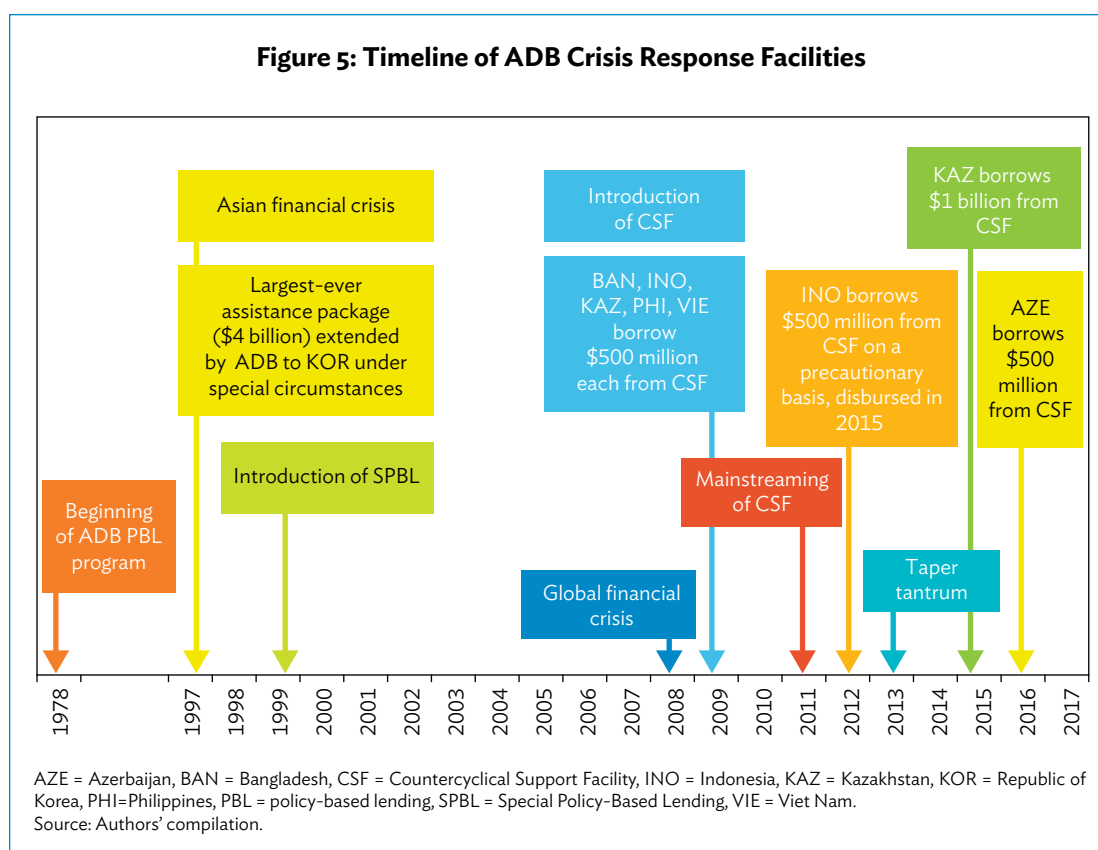 Figure 5: Timeline of ADB Crisis Response Facilities
Asian financial crisis
Largest-ever
assistance package
($4 billion) extended
by ADB to KOR under
special circumstances
Introduction of SPBL
Beginning
of ADB PBL
program
Introduction
of CSF
BAN, INO,
KAZ, PHI, VIE
borrow
$500 million
each from CSF
Global financial
crisis
Mainstreaming
of CSF
INO borrows
$500 million from
CSF on a
precautionary
basis, disbursed in
2015
Taper
tantrum
KAZ borrows
$1 billion from
CSF
AZE
borrows
$500
million
from CSF
1978
1997
1998
1999
2000
2001
2002
2003
2004
2005
2006
2007
2008
2009
2010
2011
2012
2013
2014
2015
2016
2017
AZE = Azerbaijan, BAN = Bangladesh, CSF = Countercyclical Support Facility, INO = Indonesia, KAZ = Kazakhstan, KOR = Republic of
Korea, PHI=Philippines, PBL = policy-based lending, SPBL = Special Policy-Based Lending, VIE = Viet Nam.
Source: Authors' compilation.